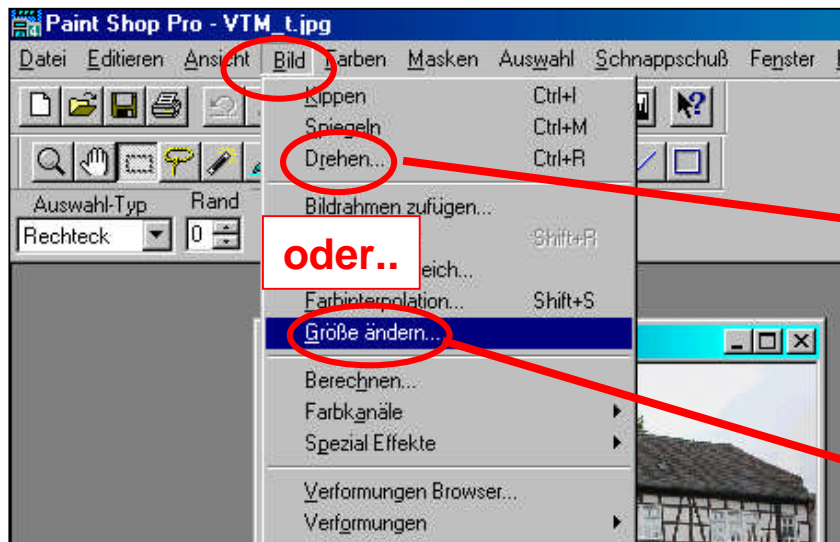 Paint Shop Pro - VTM_t.jpg
Datei Editieren Ansicht Bild Farben Masken Auswahl Schnappschuß Fenster
Kippen Ctrl+I
Spiegeln Ctrl+M
Drehen... Ctrl+R
Auswahl-Typ Rand
Bildrahmen zufügen...
Rechteck 0
Shift+R
oder..
eich...
Farbinterpolation... Shift+S
Größe ändern...
Berechnen...
Farbkanäle
Spezial Effekte
Verformungen Browser...
Verformungen